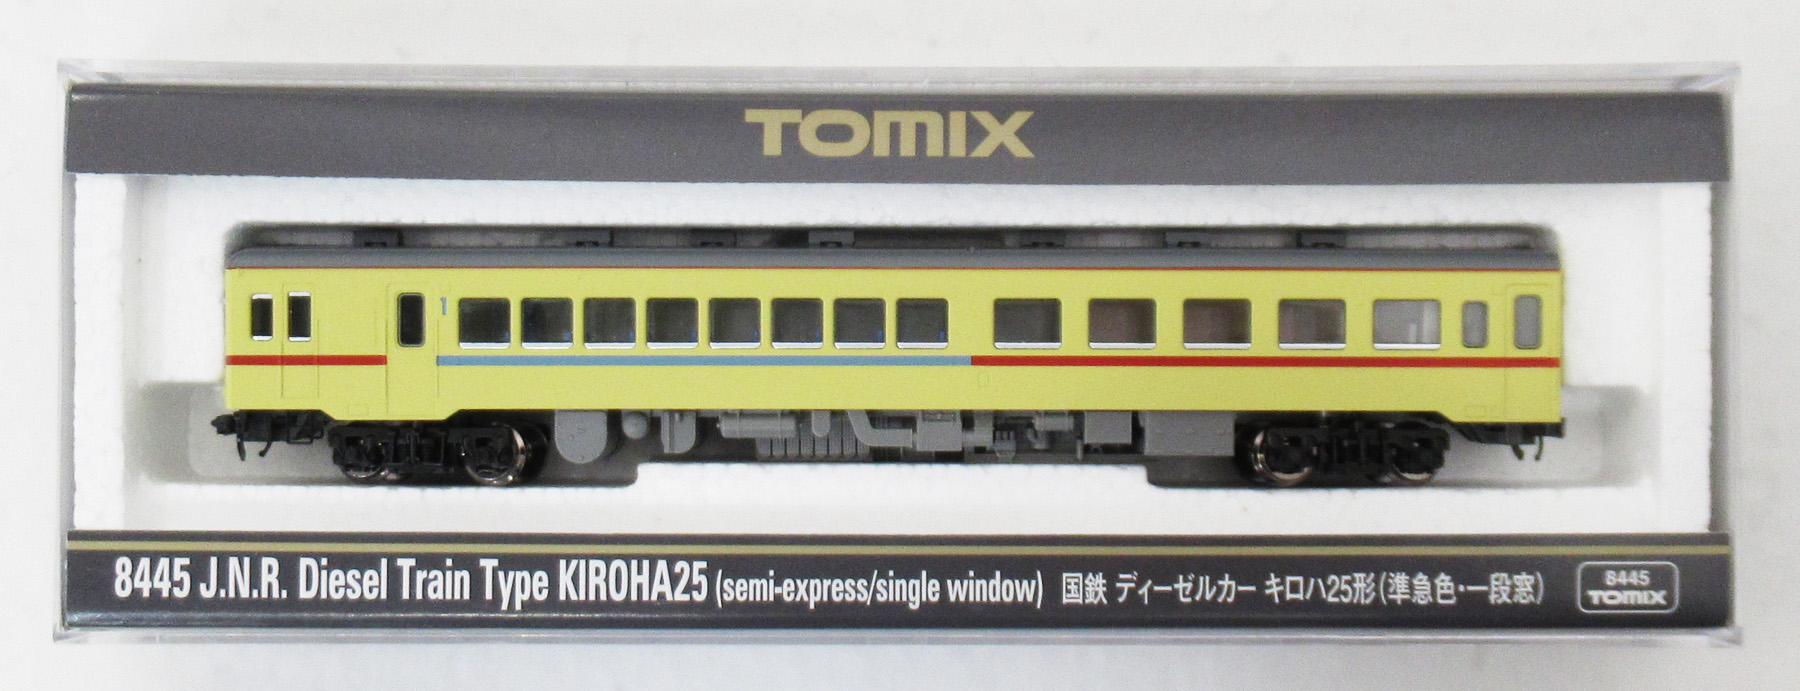 TOMIX
1
8445 J.N.R. Diesel Train Type KIROHA25 (semi-express/single window) 国鉄 ディーゼルカー キロハ25形(準急色・一段窓)
8445
TOMIX